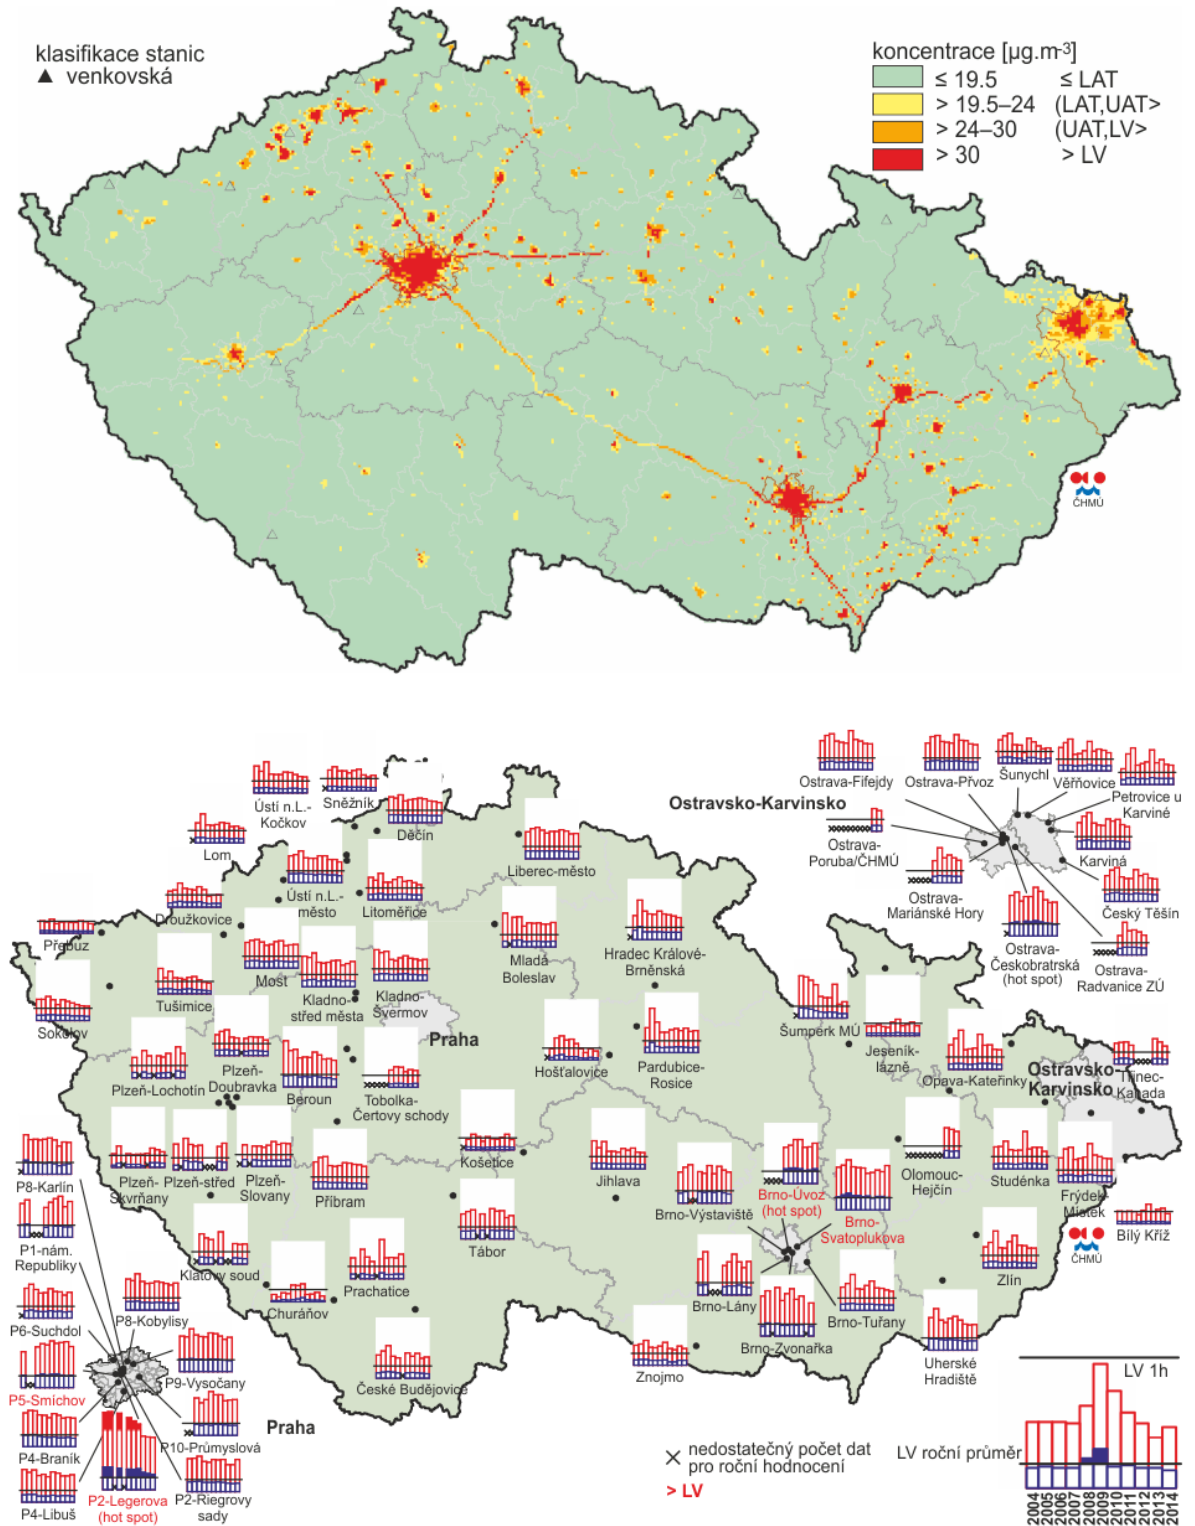 klasifikace stanic
▲ venkovská
koncentrace [µg.m-3]
≤ 19.5 ≤ LAT
> 19.5–24 (LAT,UAT>
> 24–30 (UAT,LV>
> 30 > LV
ČHMÚ
Ústí n.L.-
Kočkov
Sněžník
Děčín
Lom
Ústí n.L.-
město
Litoměřice
Liberec-město
Droužkovice
Přebuz
Sokolov
Tušimice
Most
Kladno-
střed města
Kladno-
Švermov
Mladá
Boleslav
Hradec Králové-
Brněnská
Praha
Plzeň-Lochotín
Plzeň-
Doubravka
Beroun
Tobolka-
Čertovy schody
Hošťalovice
Pardubice-
Rosice
Šumperk MÚ
Jeseník-
lázně
Opava-Kateřinky
Ostravsko-Karvinsko
Ostrava-Fifejdy
Ostrava-Přvoz
Šunychl
Věřňovice
Petrovice u
Karviné
Ostrava-
Poruba/ČHMÚ
Karviná
Ostrava-
Mariánské Hory
Český Těšín
Ostrava-
Českobratrská
(hot spot)
Ostrava-
Radvanice ZÚ
Ostravsko-
Karvinsko
Třinec-
Kanada
Plzeň-
Skvrňany
Plzeň-střed
Plzeň-
Slovany
Příbram
Košetice
Jihlava
Brno-Výstaviště
Brno-Úvoz
(hot spot)
Brno-
Svatoplukova
Olomouc-
Hejčín
Studénka
Frýdek-
Místek
Bílý Kříž
P8-Karlín
P1-nám.
Republiky
P6-Suchdol
P8-Kobylisy
P5-Smíchov
P9-Vysočany
P4-Braník
P10-Průmyslová
Praha
P4-Libuš
P2-Legerova
(hot spot)
P2-Riegrovy
sady
Klatovy soud
Churáňov
Prachatice
Tábor
České Budějovice
Znojmo
Brno-Lány
Brno-Zvonařka
Brno-Tuřany
Uherské
Hradiště
Zlín
ČHMÚ
× nedostatečný počet dat
pro roční hodnocení
> LV
LV 1h
LV roční průměr
2004
2005
2006
2007
2008
2009
2010
2011
2012
2013
2014